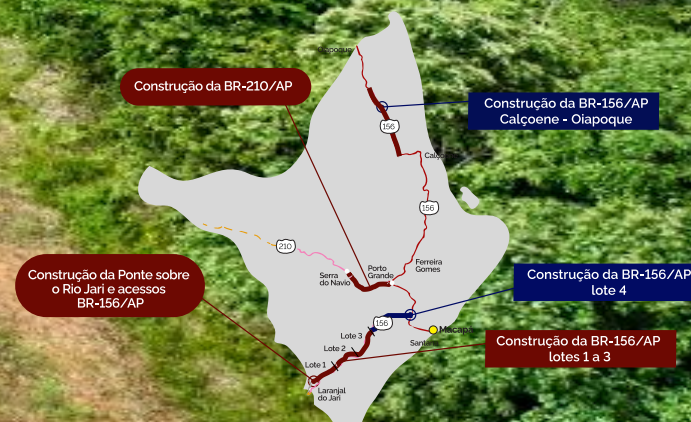 Oiapoque
Construção da BR-210/AP
Construção da BR-156/AP
Calçoene - Oiapoque
156
156
210
Serra
do Navio
Porto
Grande
Ferreira
Gomes
Construção da Ponte sobre
o Rio Jari e acessos
BR-156/AP
Construção da BR-156/AP
lote 4
156
Lote 3
Macapá
Lote 2
Construção da BR-156/AP
lotes 1 a 3
Lote 1
Laranjal
do Jari